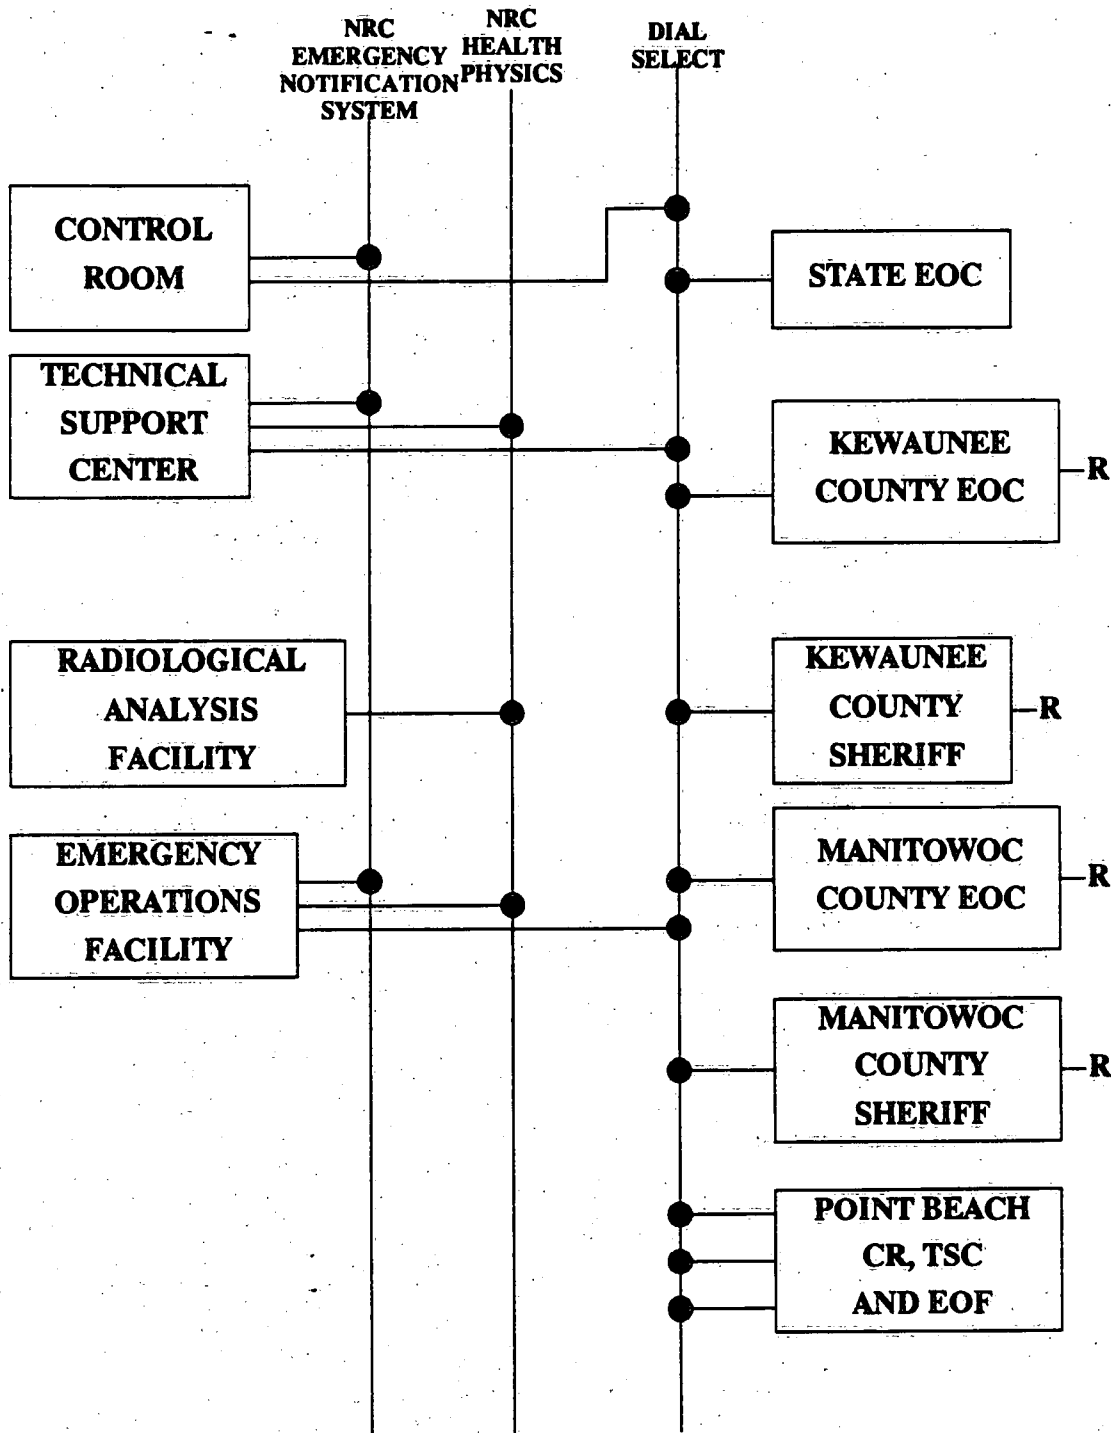 NRC
EMERGENCY
NOTIFICATION
SYSTEM
NRC
HEALTH
PHYSICS
DIAL
SELECT
CONTROL
ROOM
STATE EOC
TECHNICAL
SUPPORT
CENTER
KEWAUNEE
COUNTY EOC
R
RADIOLOGICAL
ANALYSIS
FACILITY
KEWAUNEE
COUNTY
SHERIFF
R
EMERGENCY
OPERATIONS
FACILITY
MANITOWOC
COUNTY EOC
R
MANITOWOC
COUNTY
SHERIFF
R
POINT BEACH
CR, TSC
AND EOF